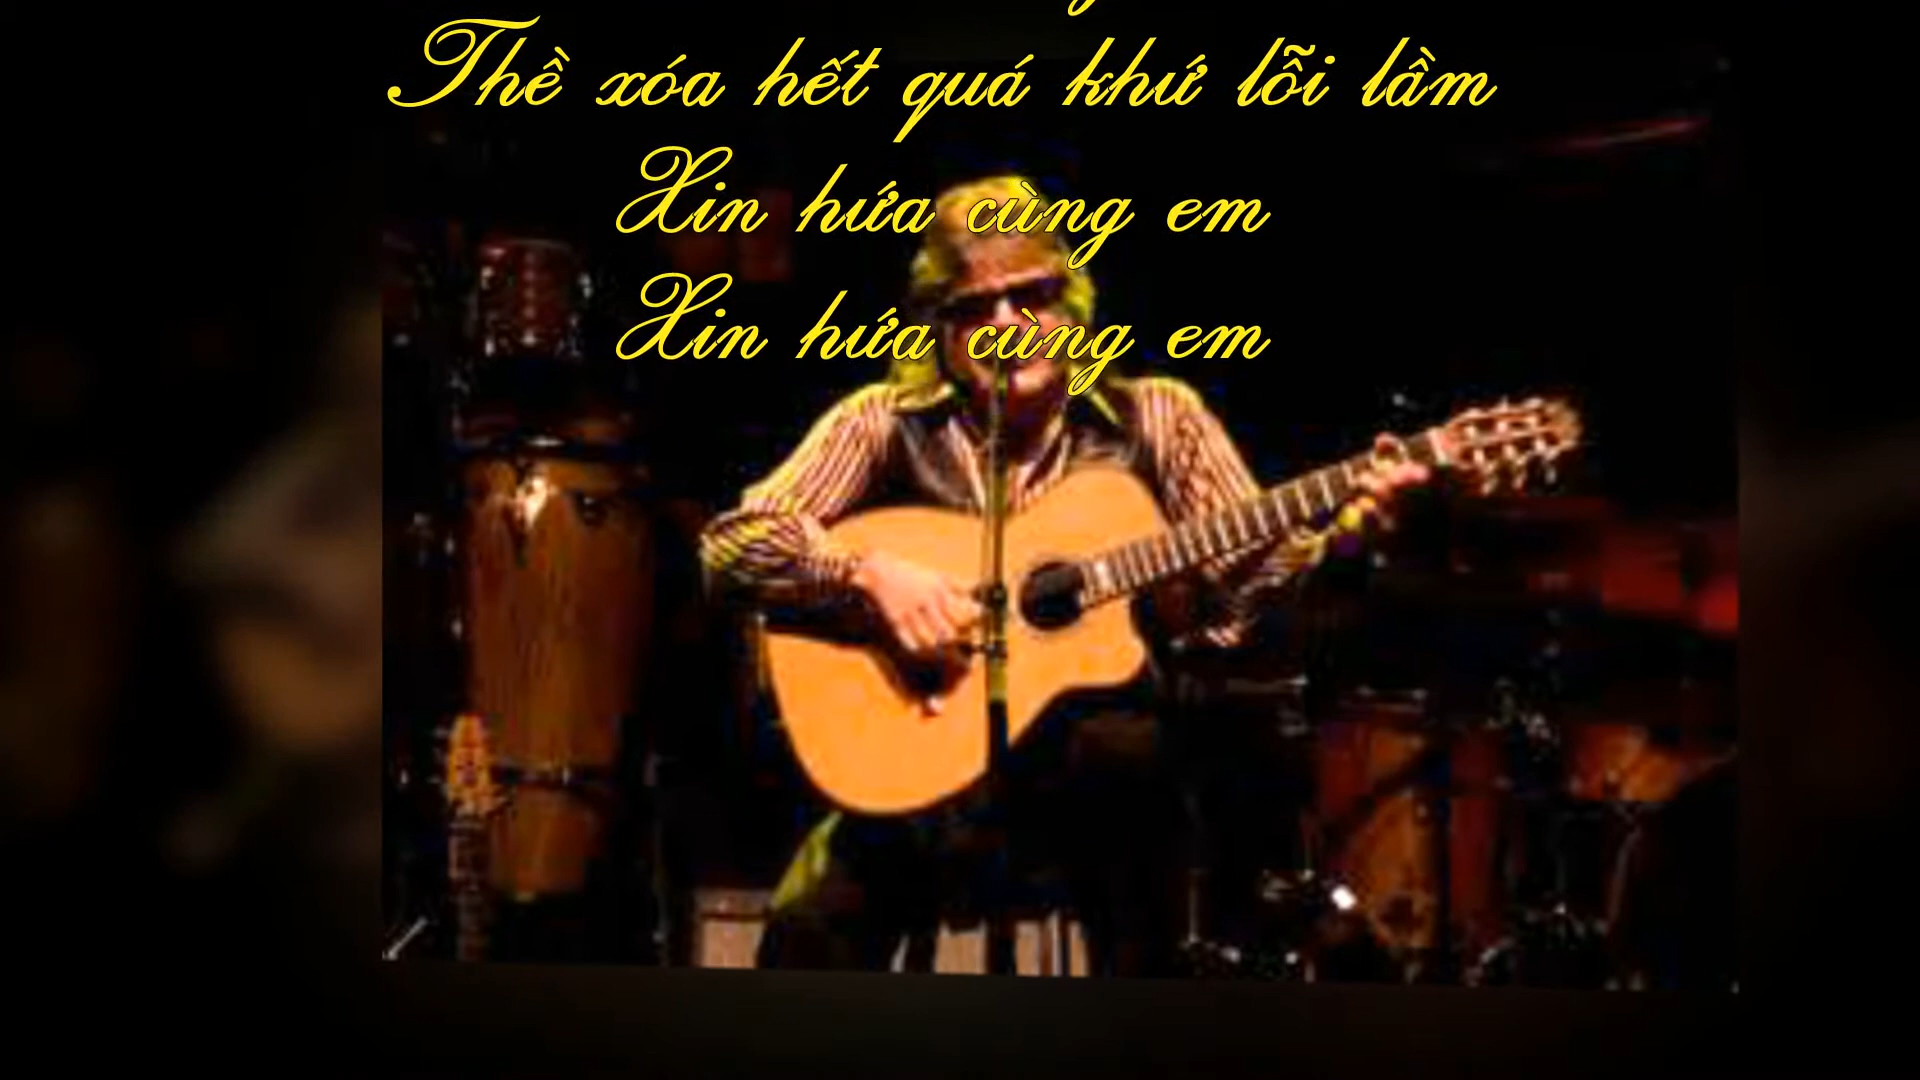 Thề xóa hết quá khứ lỗi lầm
Xin hứa cùng em
Xin hứa cùng em